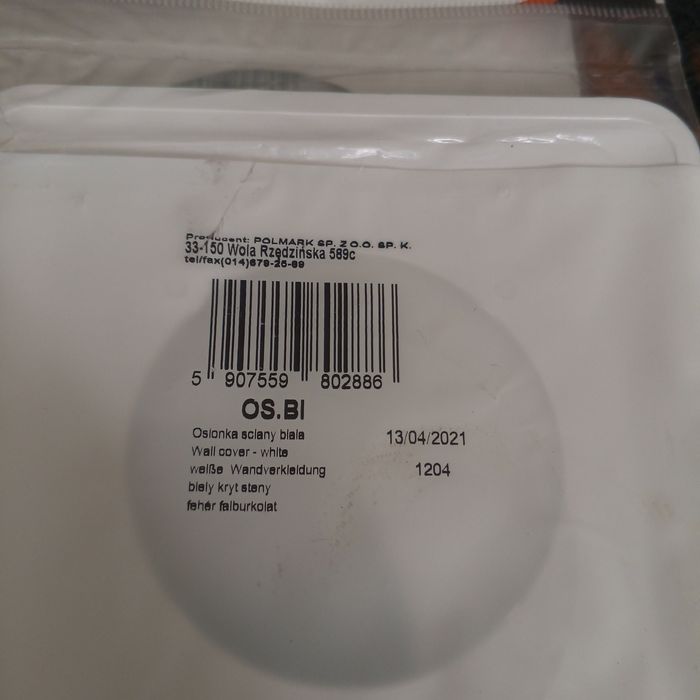 Producent: POLMARK SP. Z O.O. SP. K.
33-150 Wola Rzędzińska 589c
tel/fax(014)679-25-69
5 907559 802886
OS.BI
Oslonka sciany biala
13/04/2021
Wall cover - white
weiße Wandverkleidung
1204
biely kryt steny
fehér falburkolat